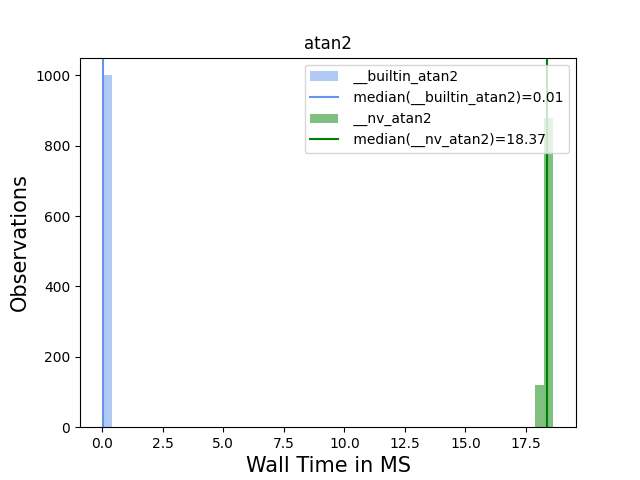 atan2
__builtin_atan2
median(__builtin_atan2)=0.01
__nv_atan2
median(__nv_atan2)=18.37
Observations
1000
800
600
400
200
0
0.0 2.5 5.0 7.5 10.0 12.5 15.0 17.5
Wall Time in MS